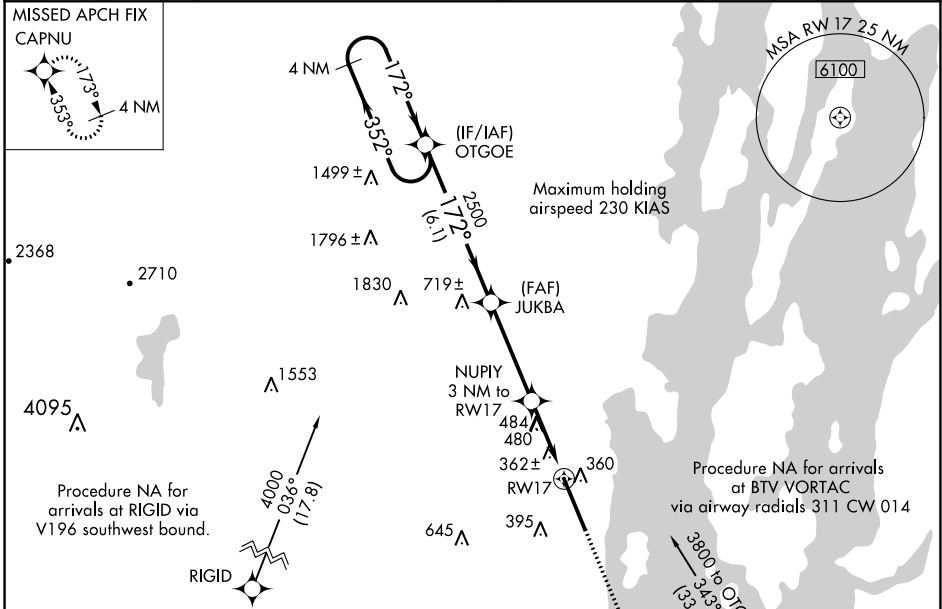 MISSED APCH FIX
CAPNU
173°
353°
4 NM
4 NM
172°
352°
(IF/IAF)
OTGOE
MSA RW 17 25 NM
6100
1499 ±
Maximum holding
airspeed 230 KIAS
2500
172°
(6.1)
1796 ±
2368
2710
1830
719 ±
(FAF)
JUKBA
NUPIY
3 NM to
RW17
1553
4095
484
480
362 ±
360
RW17
Procedure NA for
arrivals at RIGID via
V196 southwest bound.
4000
036°
(17.8)
Procedure NA for arrivals
at BTV VORTAC
via airway radials 311 CW 014
645
395
RIGID
3800 to OTG
343°
(33